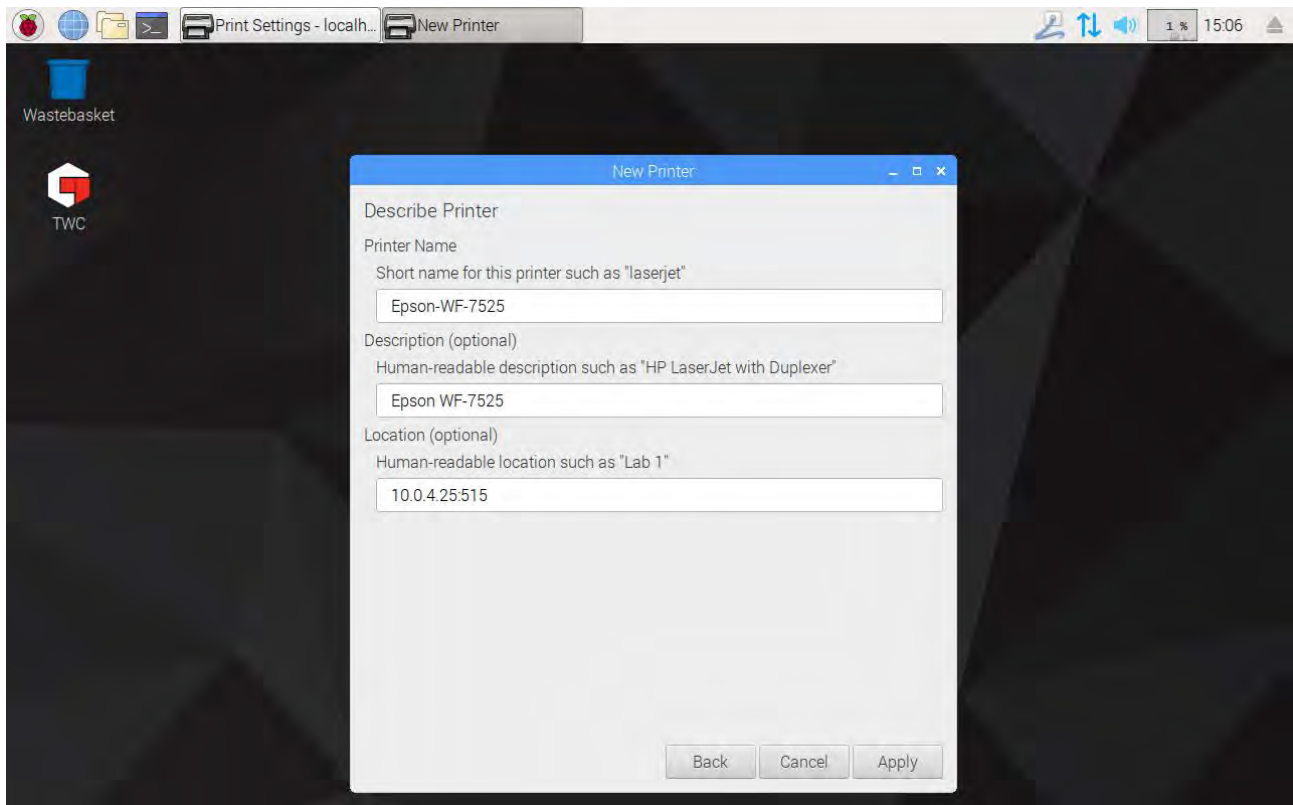 Print Settings - localh...
New Printer
1 %
15:06
Wastebasket
TWC
New Printer
Describe Printer
Printer Name
Short name for this printer such as "laserjet"
Epson-WF-7525
Description (optional)
Human-readable description such as "HP LaserJet with Duplexer"
Epson WF-7525
Location (optional)
Human-readable location such as "Lab 1"
10.0.4.25:515
Back
Cancel
Apply